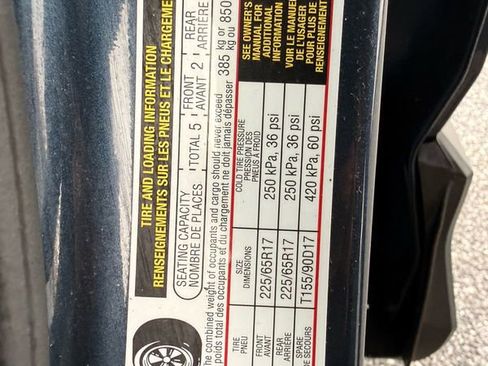 TIRE AND LOADING INFORMATION
RENSEIGNEMENTS SUR LES PNEUS ET LE CHARGEMENT
SEATING CAPACITY
NOMBRE DE PLACES
TOTAL 5
FRONT
AVANT 2
REAR
ARRIÈRE
The combined weight of occupants and cargo should never exceed
poids total des occupants et du chargement ne doit jamais dépasser
385 kg or 850
kg ou
TIRE
PNEU
SIZE
DIMENSIONS
COLD TIRE PRESSURE
PRESSION DES
PNEUS À FROID
FRONT
AVANT
225/65R17
250 kPa, 36 psi
REAR
ARRIÈRE
225/65R17
250 kPa, 36 psi
SPARE
DE SECOURS
T155/90D17
420 kPa, 60 psi
SEE OWNER'S
MANUAL FOR
ADDITIONAL
INFORMATION
VOIR LE MANUEL
DE L'USAGER
POUR PLUS DE
RENSEIGNEMENTS